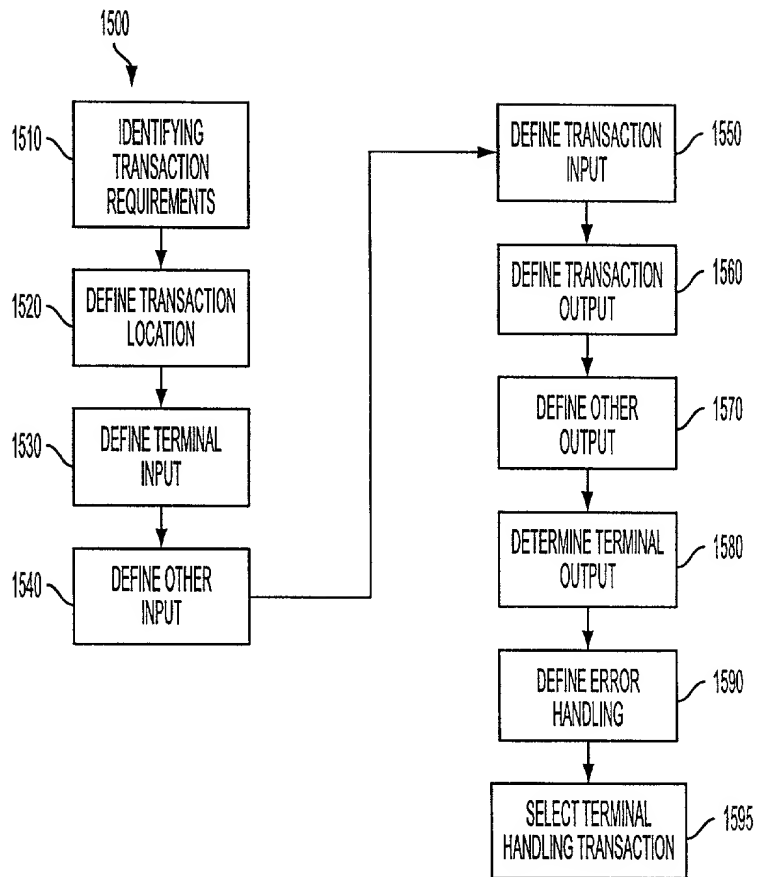 1500
1510
IDENTIFYING
TRANSACTION
REQUIREMENTS
1520
DEFINE TRANSACTION
LOCATION
1530
DEFINE TERMINAL
INPUT
1540
DEFINE OTHER
INPUT
DEFINE TRANSACTION
INPUT
1550
DEFINE TRANSACTION
OUTPUT
1560
DEFINE OTHER
OUTPUT
1570
DETERMINE TERMINAL
OUTPUT
1580
DEFINE ERROR
HANDLING
1590
SELECT TERMINAL
HANDLING TRANSACTION
1595